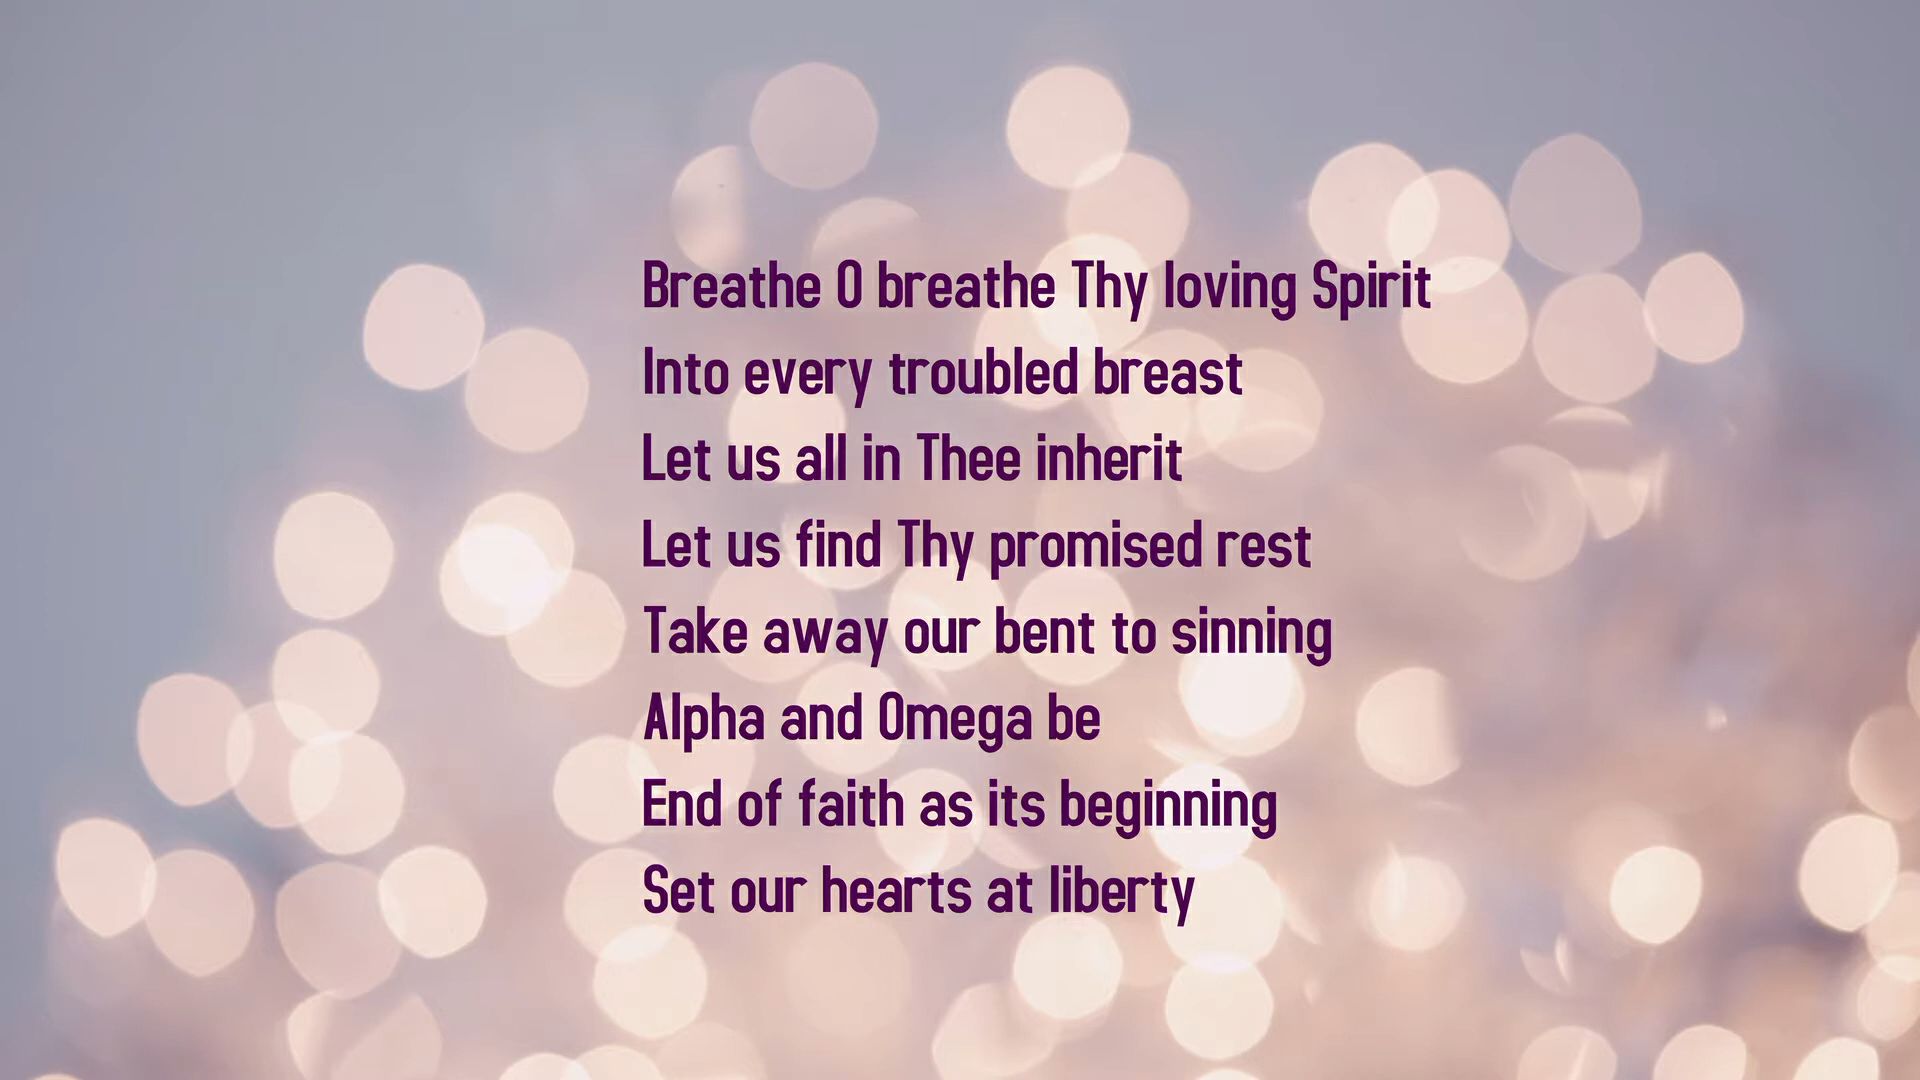 Breathe O breathe Thy loving Spirit
Into every troubled breast
Let us all in Thee inherit
Let us find Thy promised rest
Take away our bent to sinning
Alpha and Omega be
End of faith as its beginning
Set our hearts at liberty